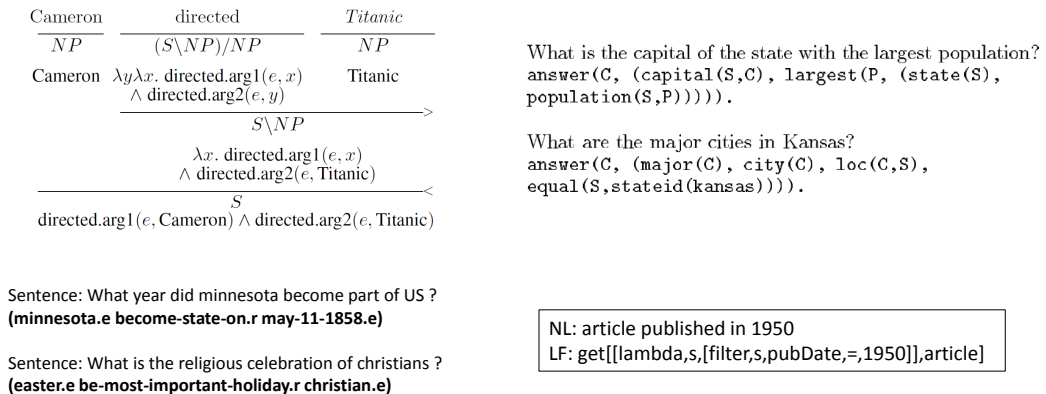 Cameron directed Titanic
NP (S\NP)/NP NP
Cameron λyλx. directed.arg1(e, x) Titanic
∧ directed.arg2(e, y)
>
S\NP
λx. directed.arg1(e, x)
∧ directed.arg2(e, Titanic)
<
S
directed.arg1(e, Cameron) ∧ directed.arg2(e, Titanic)
What is the capital of the state with the largest population?
answer(C, (capital(S,C), largest(P, (state(S),
population(S,P))))).
What are the major cities in Kansas?
answer(C, (major(C), city(C), loc(C,S),
equal(S,stateid(kansas)))).
Sentence: What year did minnesota become part of US ?
(minnesota.e become-state-on.r may-11-1858.e)
Sentence: What is the religious celebration of christians ?
(easter.e be-most-important-holiday.r christian.e)
NL: article published in 1950
LF: get[[lambda,s,[filter,s,pubDate,=,1950]],article]